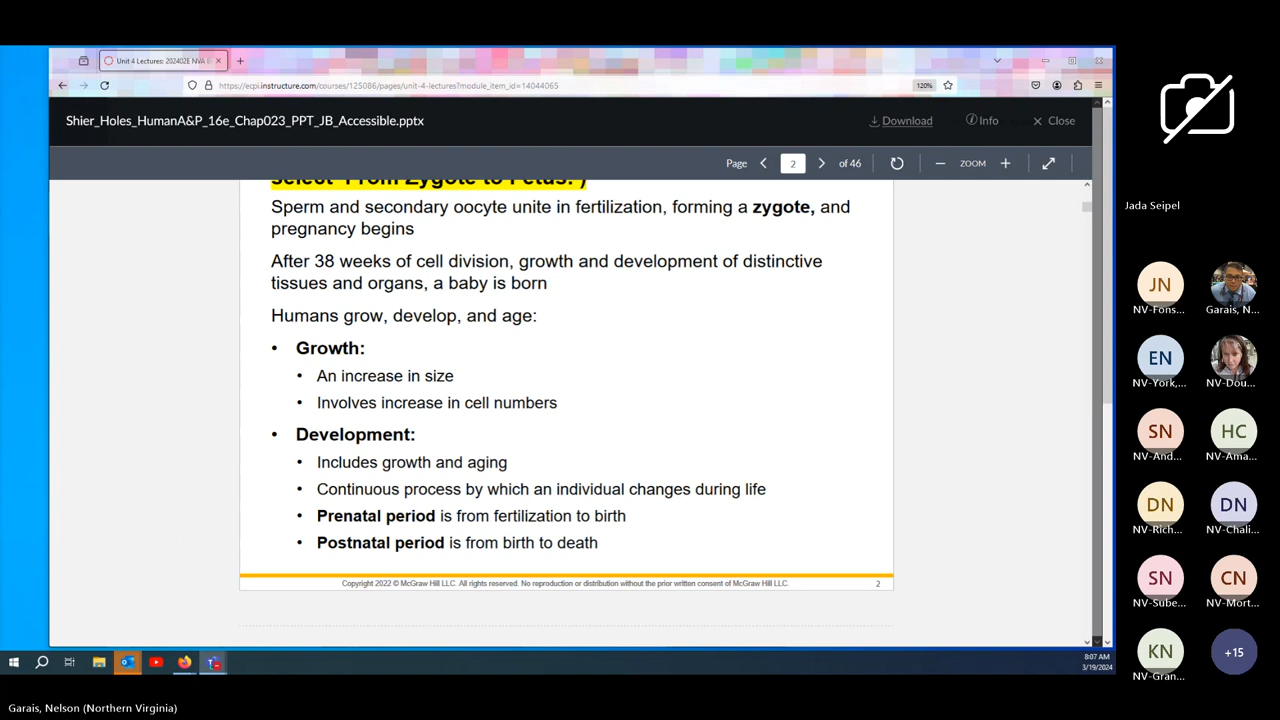 Unit 4 Lectures: 202402E NVA
https://ecpi.instructure.com/courses/125086/pages/unit-4-lectures?module_item_id=14044065
120%
Shier_Holes_HumanA&P_16e_Chap023_PPT_JB_Accessible.pptx
Download
Info
Close
Page
2
of 46
ZOOM
select "From Zygote to Fetus.")
Sperm and secondary oocyte unite in fertilization, forming a zygote, and
pregnancy begins
After 38 weeks of cell division, growth and development of distinctive
tissues and organs, a baby is born
Humans grow, develop, and age:
• Growth:
• An increase in size
• Involves increase in cell numbers
• Development:
• Includes growth and aging
• Continuous process by which an individual changes during life
• Prenatal period is from fertilization to birth
• Postnatal period is from birth to death
Copyright 2022 © McGraw Hill LLC. All rights reserved. No reproduction or distribution without the prior written consent of McGraw Hill LLC.
2
8:07 AM
3/19/2024
Jada Seipel
JN
NV-Fons...
Garais, N...
EN
NV-York,...
NV-Dou...
SN
NV-And...
HC
NV-Ama...
DN
NV-Rich...
DN
NV-Chali...
SN
NV-Sube...
CN
NV-Mort...
KN
NV-Gran...
+15
Garais, Nelson (Northern Virginia)